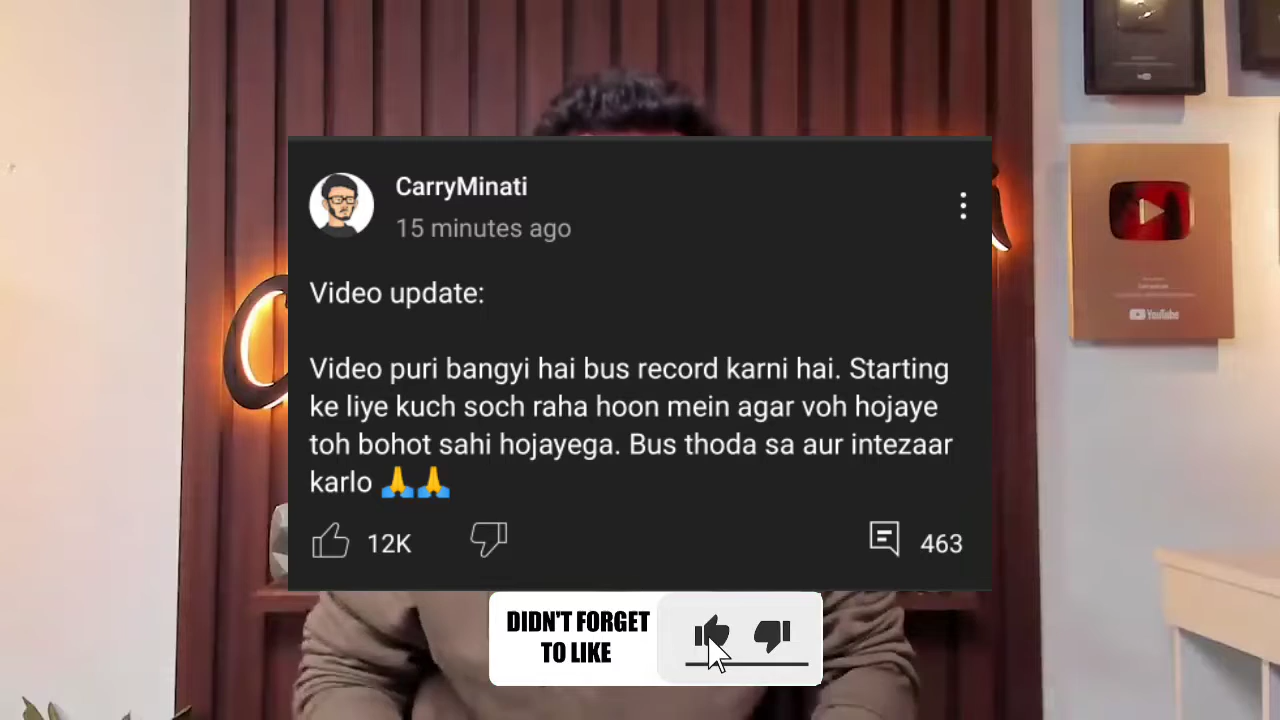 CarryMinati
15 minutes ago
Video update:
Video puri bangyi hai bus record karni hai. Starting
ke liye kuch soch raha hoon mein agar voh hojaye
toh bohot sahi hojayega. Bus thoda sa aur intezaar
karlo 🙏🙏
12K
463
YouTube
DIDN'T FORGET
TO LIKE